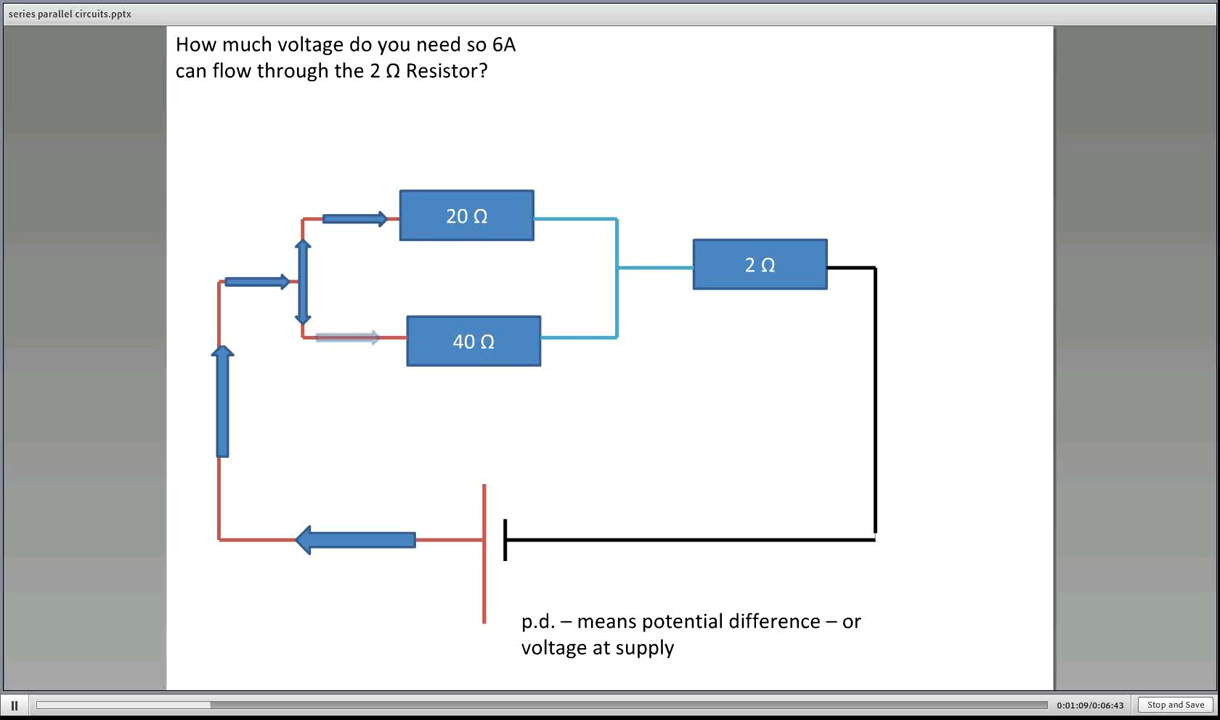 series parallel circuits.pptx
How much voltage do you need so 6A
can flow through the 2 Ω Resistor?
20 Ω
2 Ω
40 Ω
p.d. – means potential difference – or
voltage at supply
0:01:09/0:06:43
Stop and Save